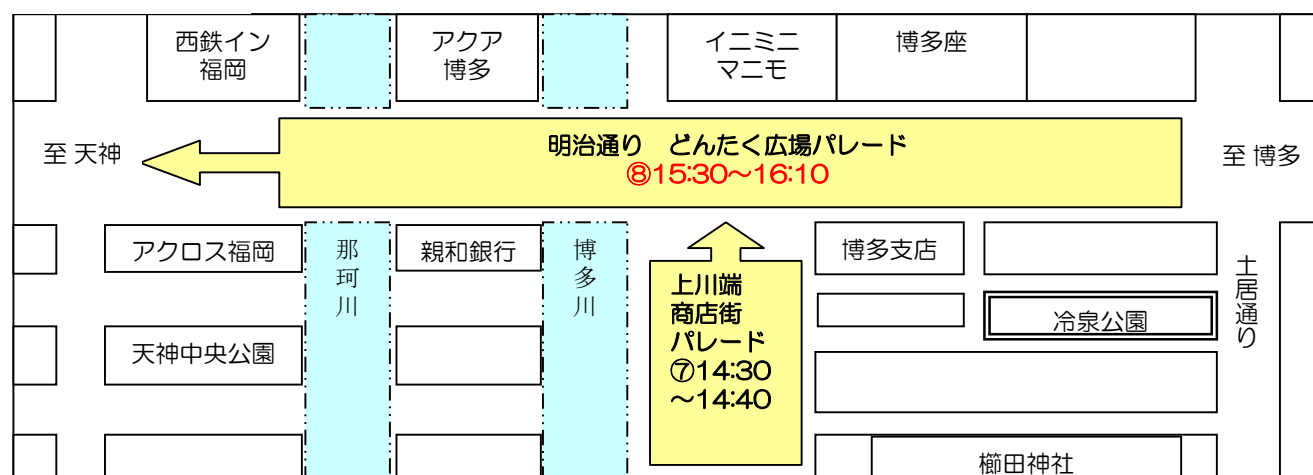 西鉄イン
福岡
アクア
博多
イニミニ
マニモ
博多座
至 天神
明治通り　どんたく広場パレード
⑧15:30～16:10
至 博多
アクロス福岡
那珂川
親和銀行
博多川
上川端
商店街
パレード
⑦14:30
～14:40
博多支店
土居通り
冷泉公園
天神中央公園
櫛田神社